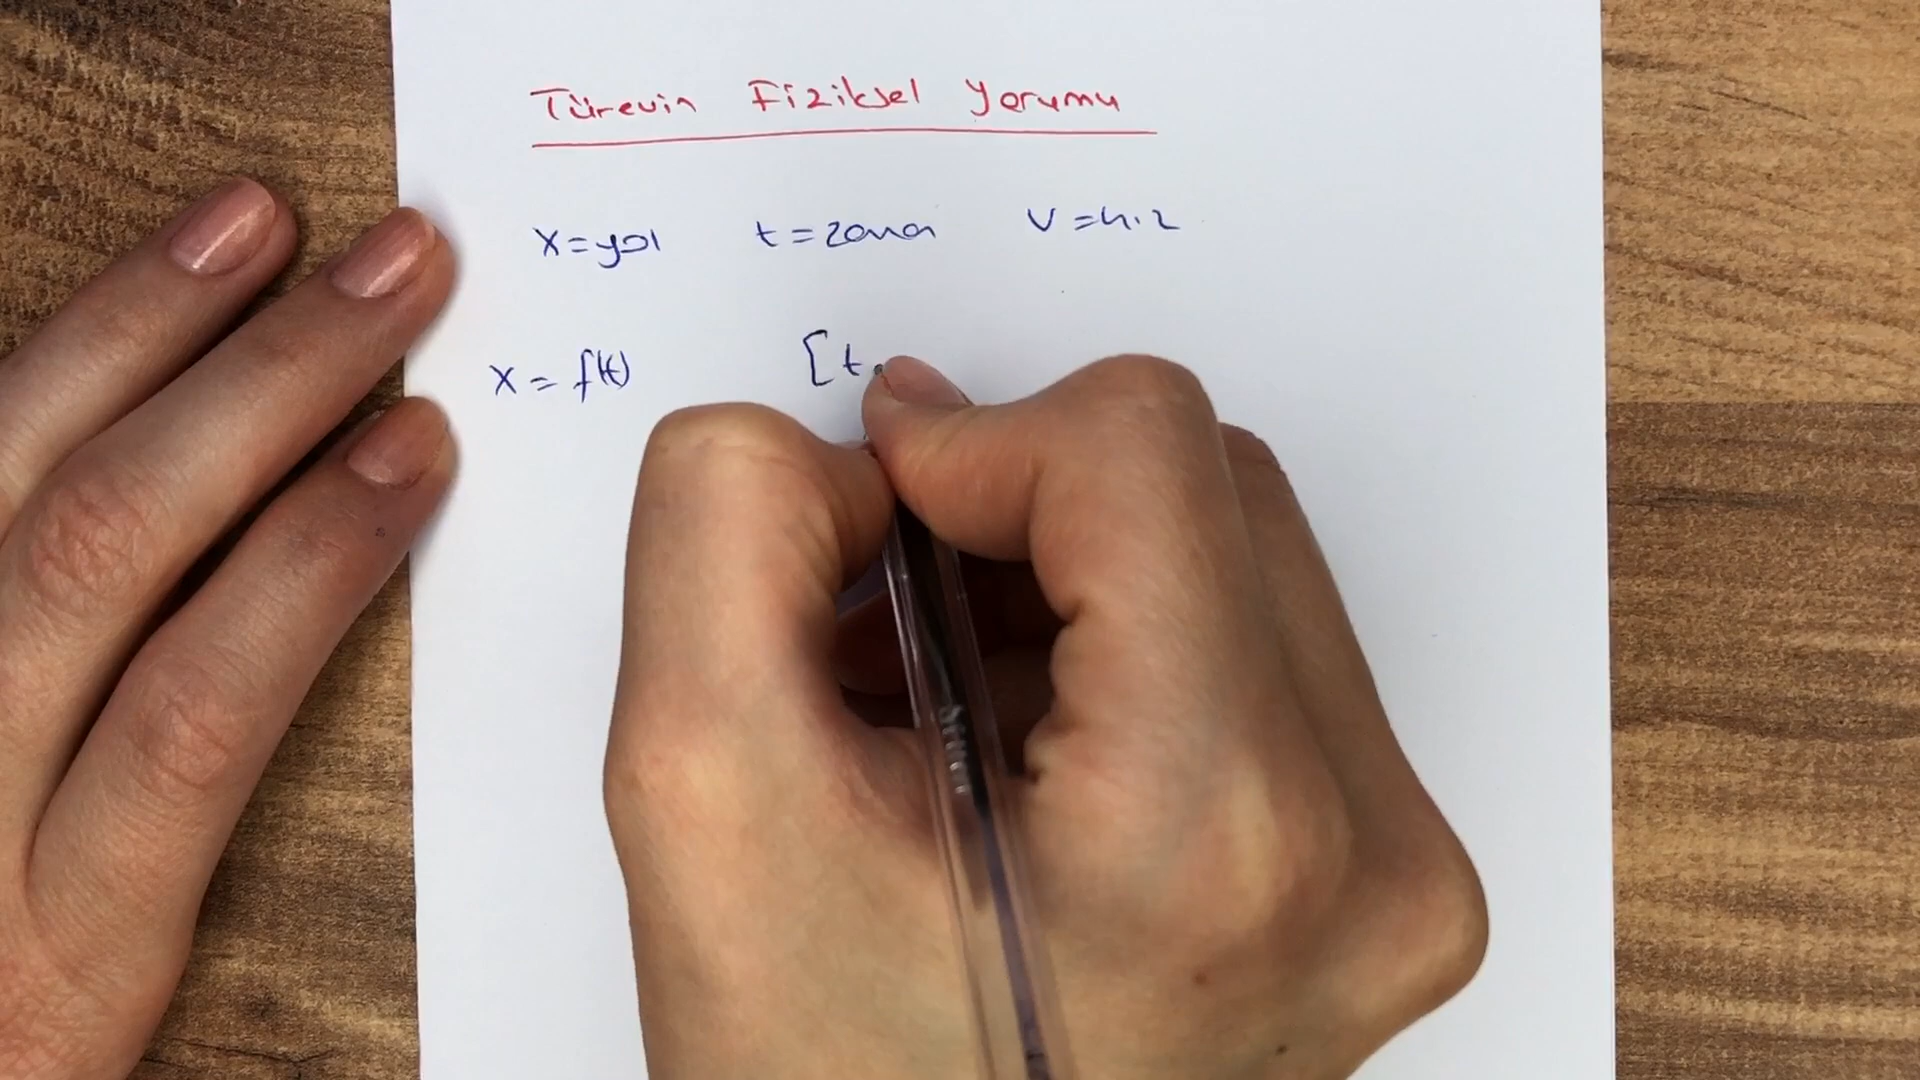 Türevin Fiziksel Yorumu
x = yol t = zaman v = hız
x = f(t) [t